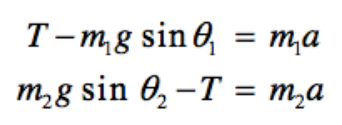 T − m₁g sin θ₁ = m₁a
m₂g sin θ₂ − T = m₂a